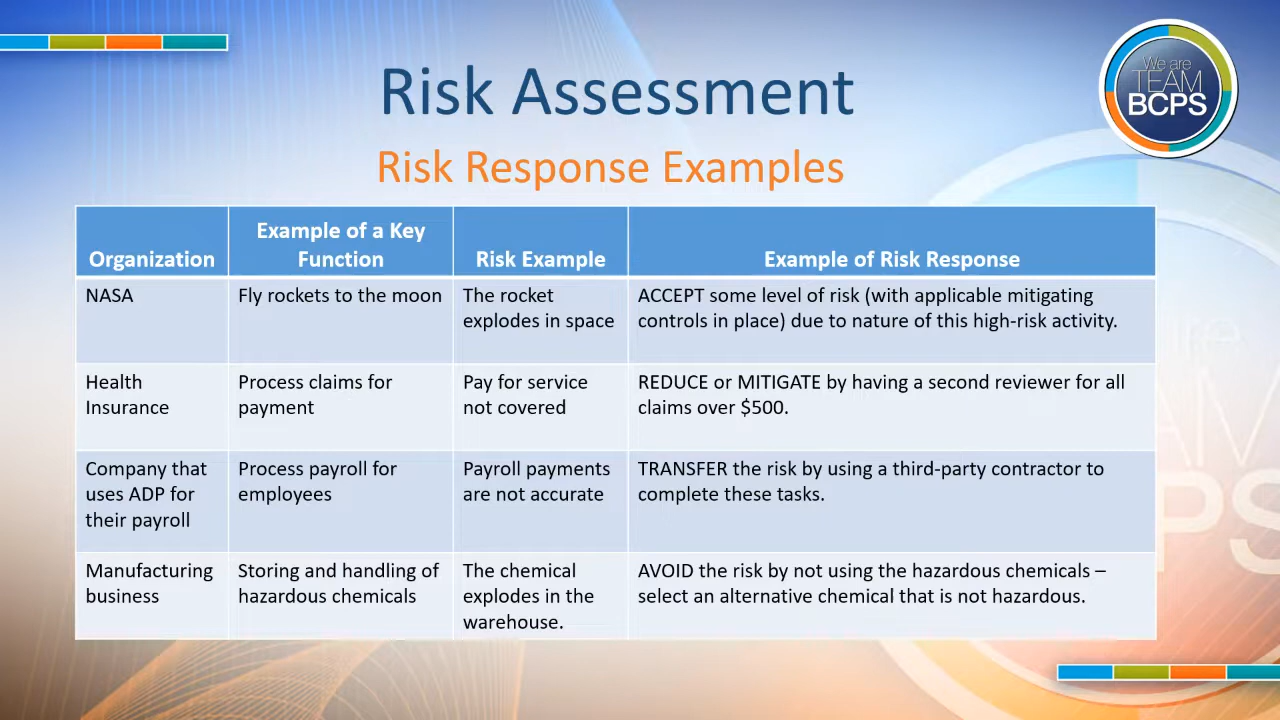 We are
TEAM
BCPS
Risk Assessment
Risk Response Examples
Organization
Example of a Key
Function
Risk Example
Example of Risk Response
NASA
Fly rockets to the moon
The rocket
explodes in space
ACCEPT some level of risk (with applicable mitigating
controls in place) due to nature of this high-risk activity.
Health
Insurance
Process claims for
payment
Pay for service
not covered
REDUCE or MITIGATE by having a second reviewer for all
claims over $500.
Company that
uses ADP for
their payroll
Process payroll for
employees
Payroll payments
are not accurate
TRANSFER the risk by using a third-party contractor to
complete these tasks.
Manufacturing
business
Storing and handling of
hazardous chemicals
The chemical
explodes in the
warehouse.
AVOID the risk by not using the hazardous chemicals –
select an alternative chemical that is not hazardous.